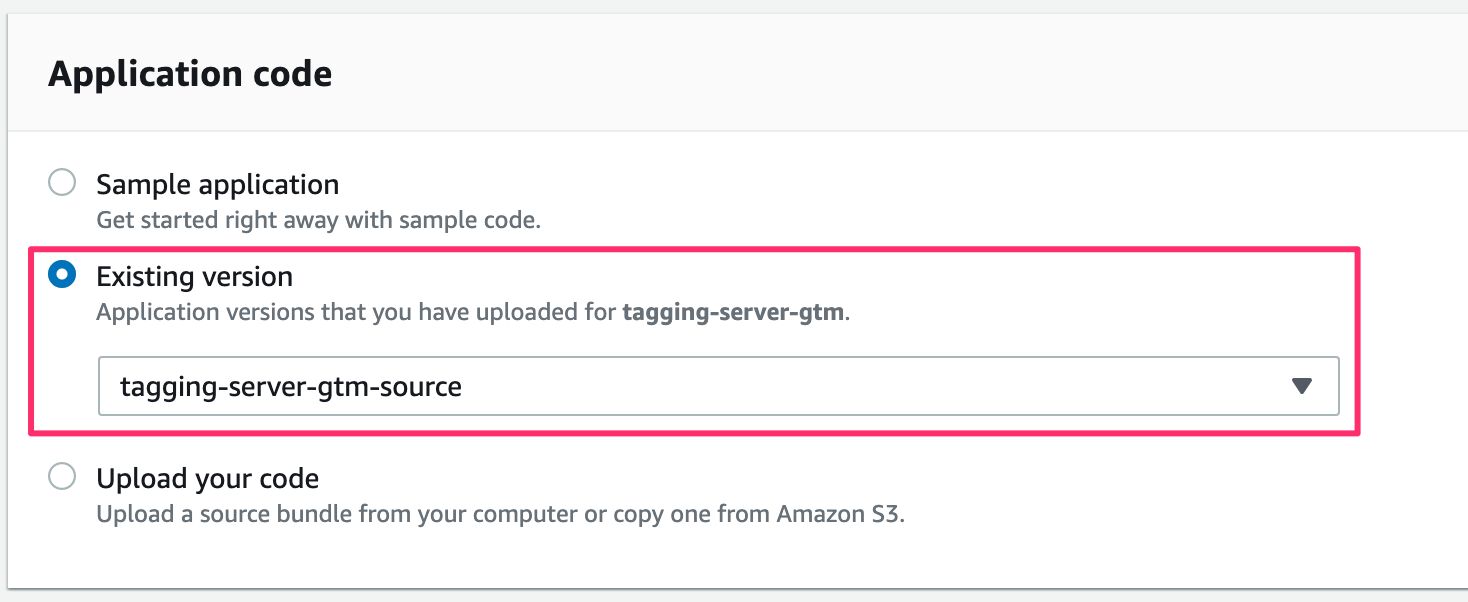 Application code
Sample application
Get started right away with sample code.
Existing version
Application versions that you have uploaded for tagging-server-gtm.
tagging-server-gtm-source
Upload your code
Upload a source bundle from your computer or copy one from Amazon S3.